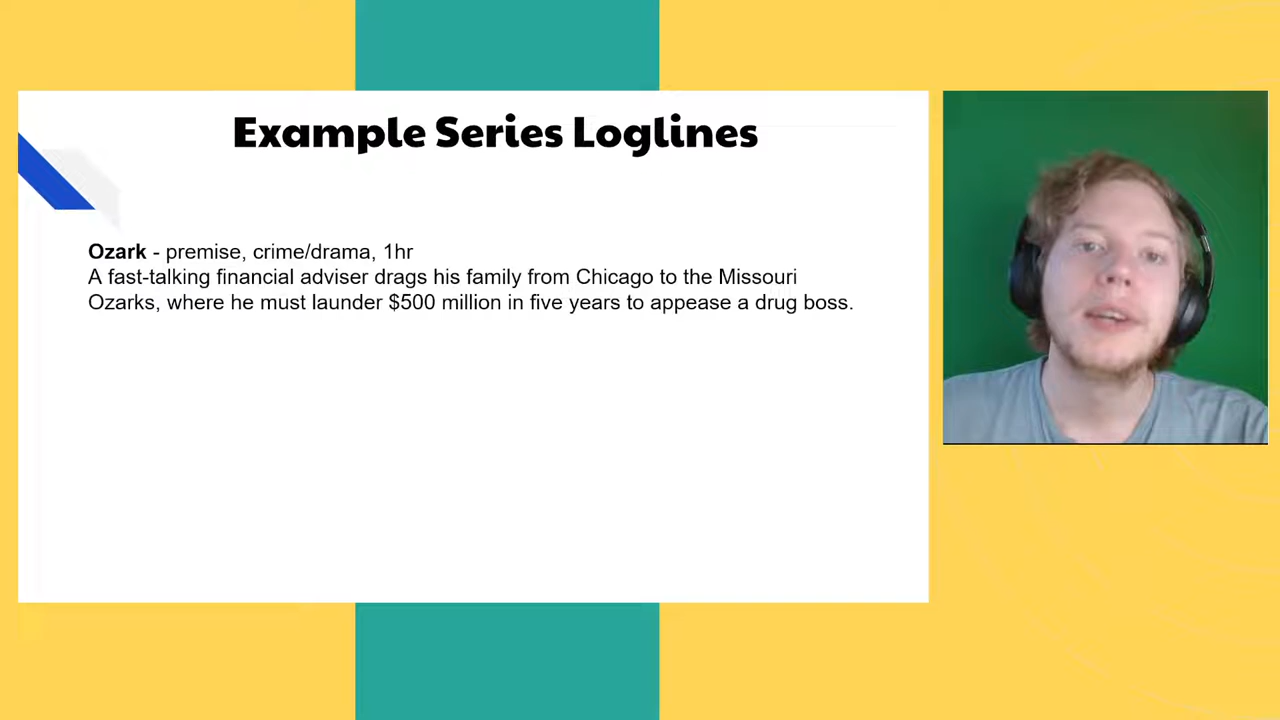 Example Series Loglines
Ozark - premise, crime/drama, 1hr
A fast-talking financial adviser drags his family from Chicago to the Missouri
Ozarks, where he must launder $500 million in five years to appease a drug boss.